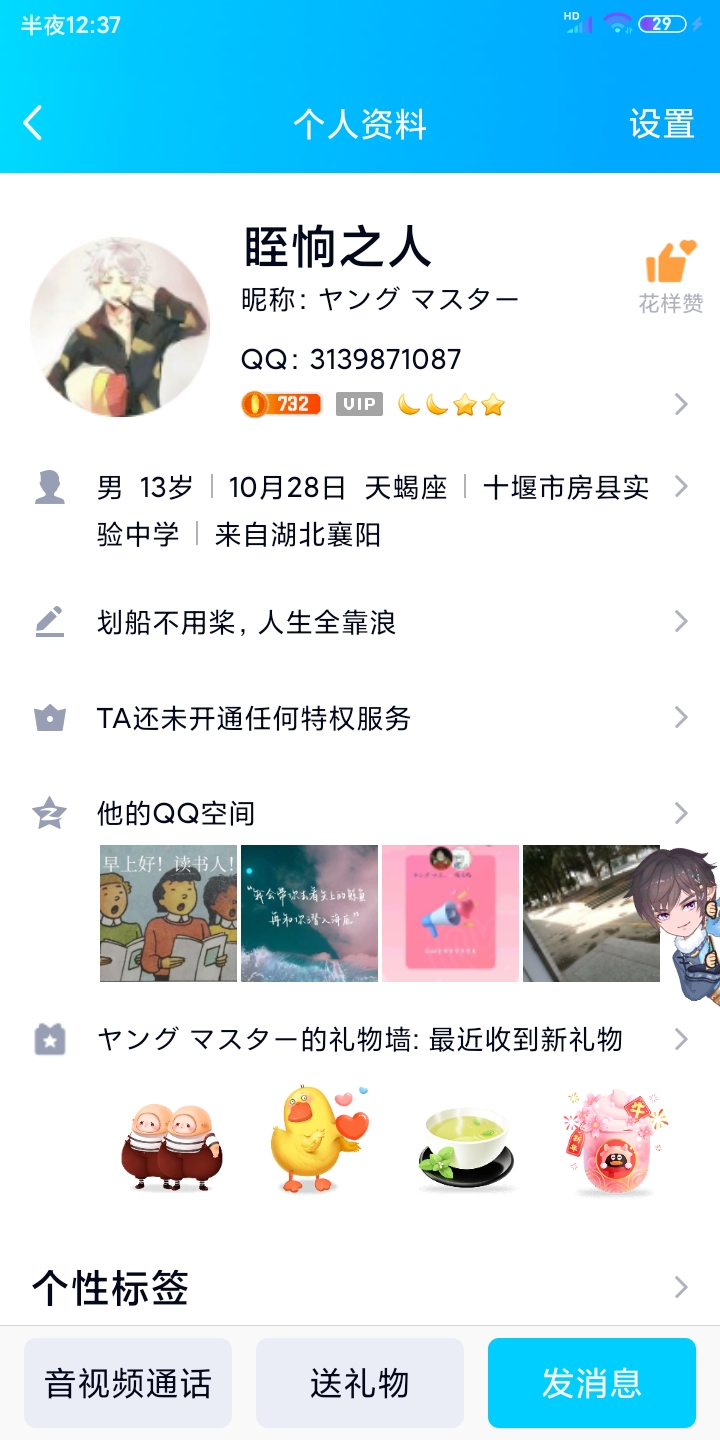 半夜12:37
HD
29
个人资料
设置
眰恦之人
昵称：ヤング マスター
花样赞
QQ：3139871087
732
VIP
男 13岁 | 10月28日 天蝎座 | 十堰市房县实
验中学 | 来自湖北襄阳
划船不用桨，人生全靠浪
TA还未开通任何特权服务
他的QQ空间
早上好！读书人！
“我会带你去看天上的鲸鱼
再和你潜入海底”
ヤング マスター的礼物墙: 最近收到新礼物
牛
个性标签
音视频通话
送礼物
发消息